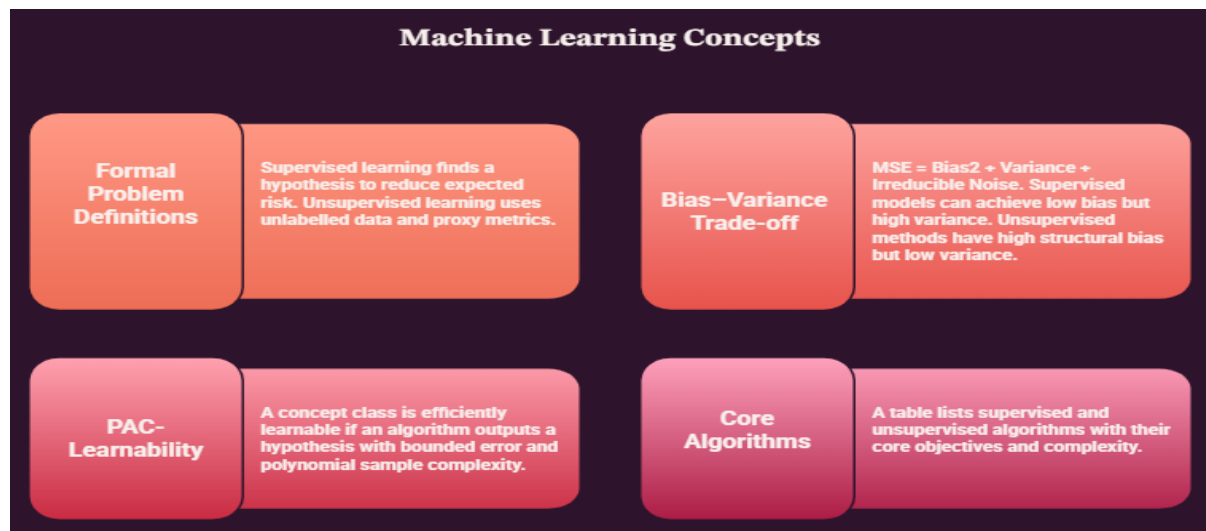 Machine Learning Concepts
Formal
Problem
Definitions
Supervised learning finds a
hypothesis to reduce expected
risk. Unsupervised learning uses
unlabelled data and proxy metrics.
Bias–Variance
Trade-off
MSE = Bias2 + Variance +
Irreducible Noise. Supervised
models can achieve low bias but
high variance. Unsupervised
methods have high structural bias
but low variance.
PAC-
Learnability
A concept class is efficiently
learnable if an algorithm outputs a
hypothesis with bounded error and
polynomial sample complexity.
Core
Algorithms
A table lists supervised and
unsupervised algorithms with their
core objectives and complexity.